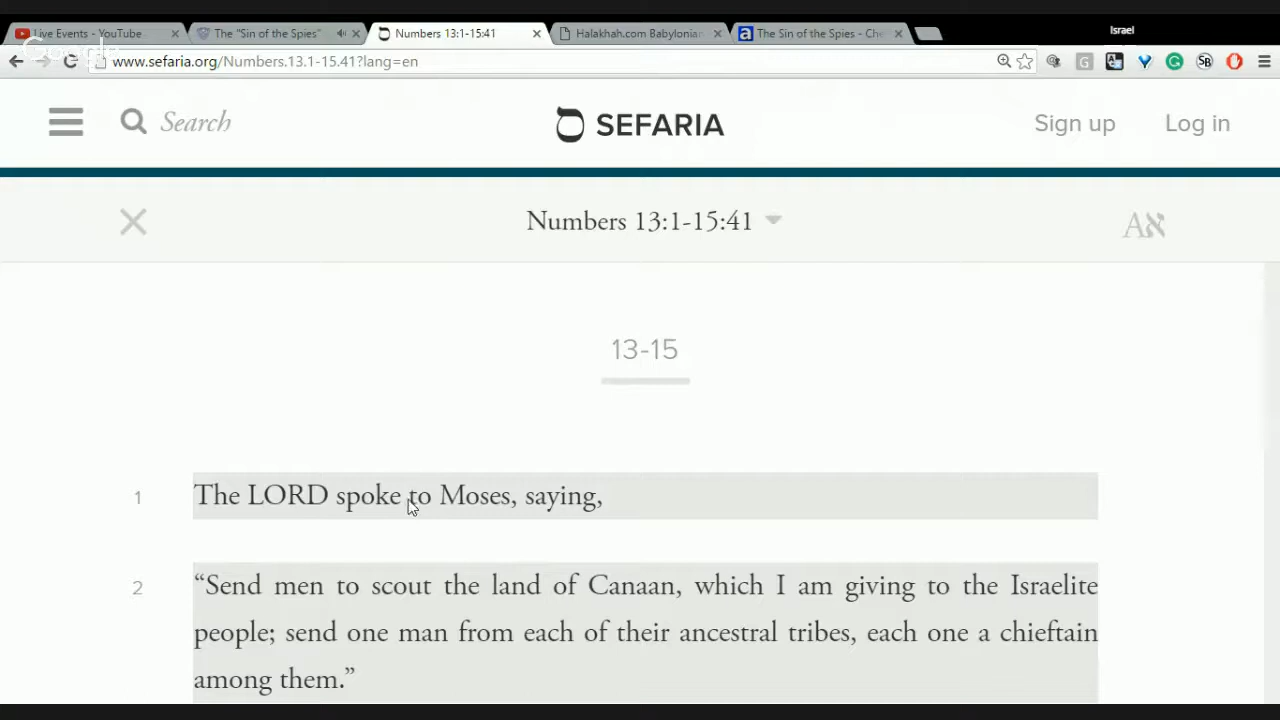 Live Events - YouTube
The "Sin of the Spies"
Numbers 13:1-15:41
Halakhah.com Babylonian
The Sin of the Spies - Ch
Israel
Google
www.sefaria.org/Numbers.13.1-15.41?lang=en
Search
SEFARIA
Sign up
Log in
Numbers 13:1-15:41
Aא
13-15
1
The LORD spoke to Moses, saying,
2
“Send men to scout the land of Canaan, which I am giving to the Israelite
people; send one man from each of their ancestral tribes, each one a chieftain
among them.”